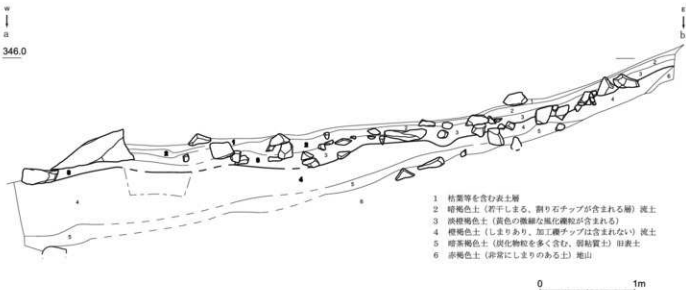 W
a
346.0
E
b
1 枯葉等を含む表土層
2 暗褐色土（若干しまる、割り石チップが含まれる層）流土
3 淡橙褐色土（黄色の微細な風化礫粒が含まれる）
4 橙褐色土（しまりあり、加工礫チップは含まれない）流土
5 暗茶褐色土（炭化物粒を多く含む、弱粘質土）旧表土
6 赤褐色土（非常にしまりのある土）地山
0 1m